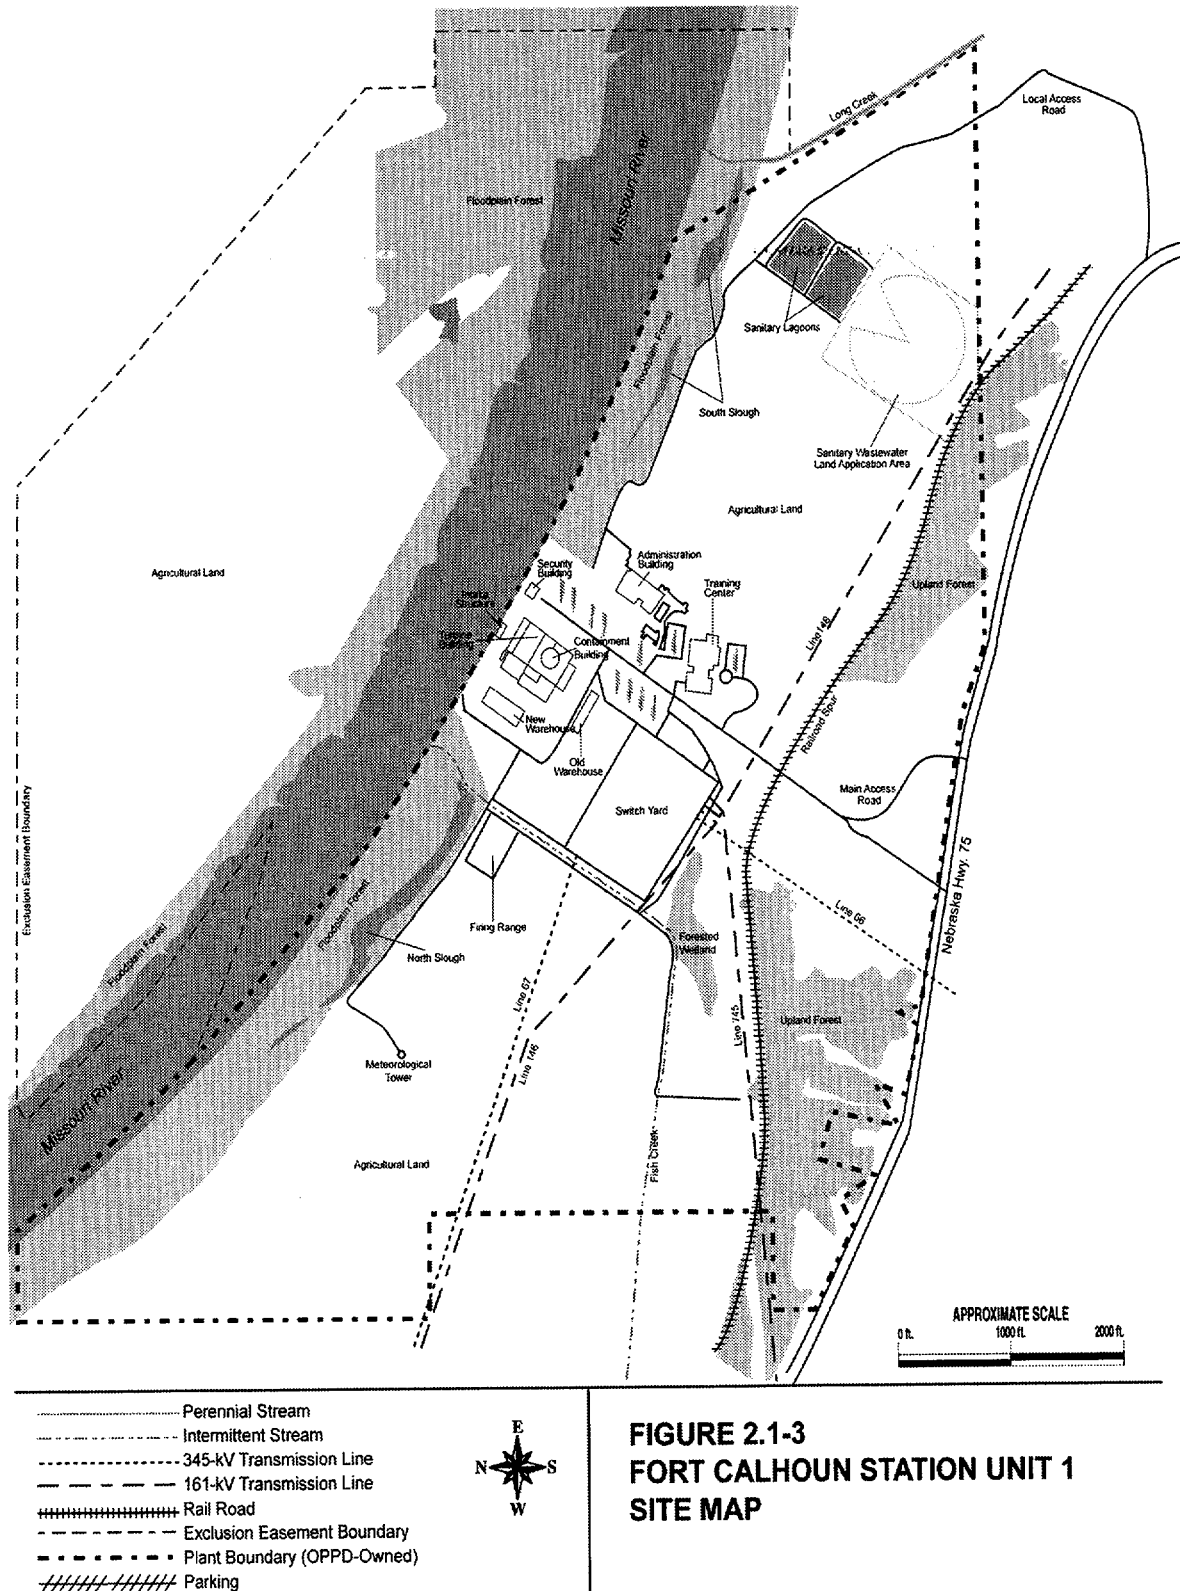 Long Creek
Local Access
Road
Missouri River
Floodplain Forest
Sanitary Lagoons
Floodplain Forest
South Slough
Sanitary Wastewater
Land Application Area
Agricultural Land
Agricultural Land
Administration
Building
Security
Building
Training
Center
Upland Forest
Intake
Structure
Turbine
Building
Containment
Building
Line 146
Railroad Spur
New
Warehouse
Old
Warehouse
Main Access
Road
Switch Yard
Exclusion Easement Boundary
Nebraska Hwy. 75
Line 66
Floodplain Forest
Floodplain Forest
Firing Range
Forested
Wetland
North Slough
Line 67
Line 745
Upland Forest
Line 146
Meteorological
Tower
Missouri River
Agricultural Land
Fish Creek
APPROXIMATE SCALE
0 ft. 1000 ft. 2000 ft.
Perennial Stream
Intermittent Stream
345-kV Transmission Line
161-kV Transmission Line
Rail Road
Exclusion Easement Boundary
Plant Boundary (OPPD-Owned)
Parking
E
N S
W
FIGURE 2.1-3
FORT CALHOUN STATION UNIT 1
SITE MAP